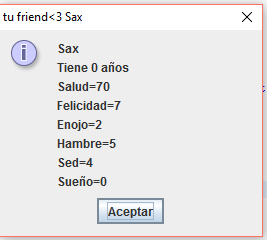 tu friend<3 Sax
Sax
Tiene 0 años
Salud=70
Felicidad=7
Enojo=2
Hambre=5
Sed=4
Sueño=0
Aceptar